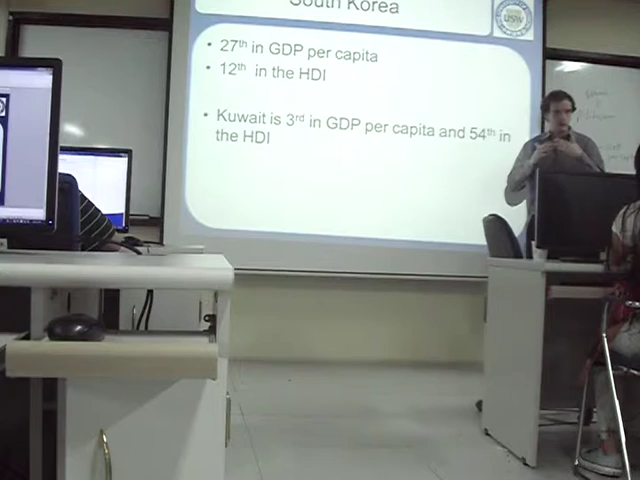 South Korea
• 27th in GDP per capita
• 12th in the HDI
• Kuwait is 3rd in GDP per capita and 54th in
the HDI